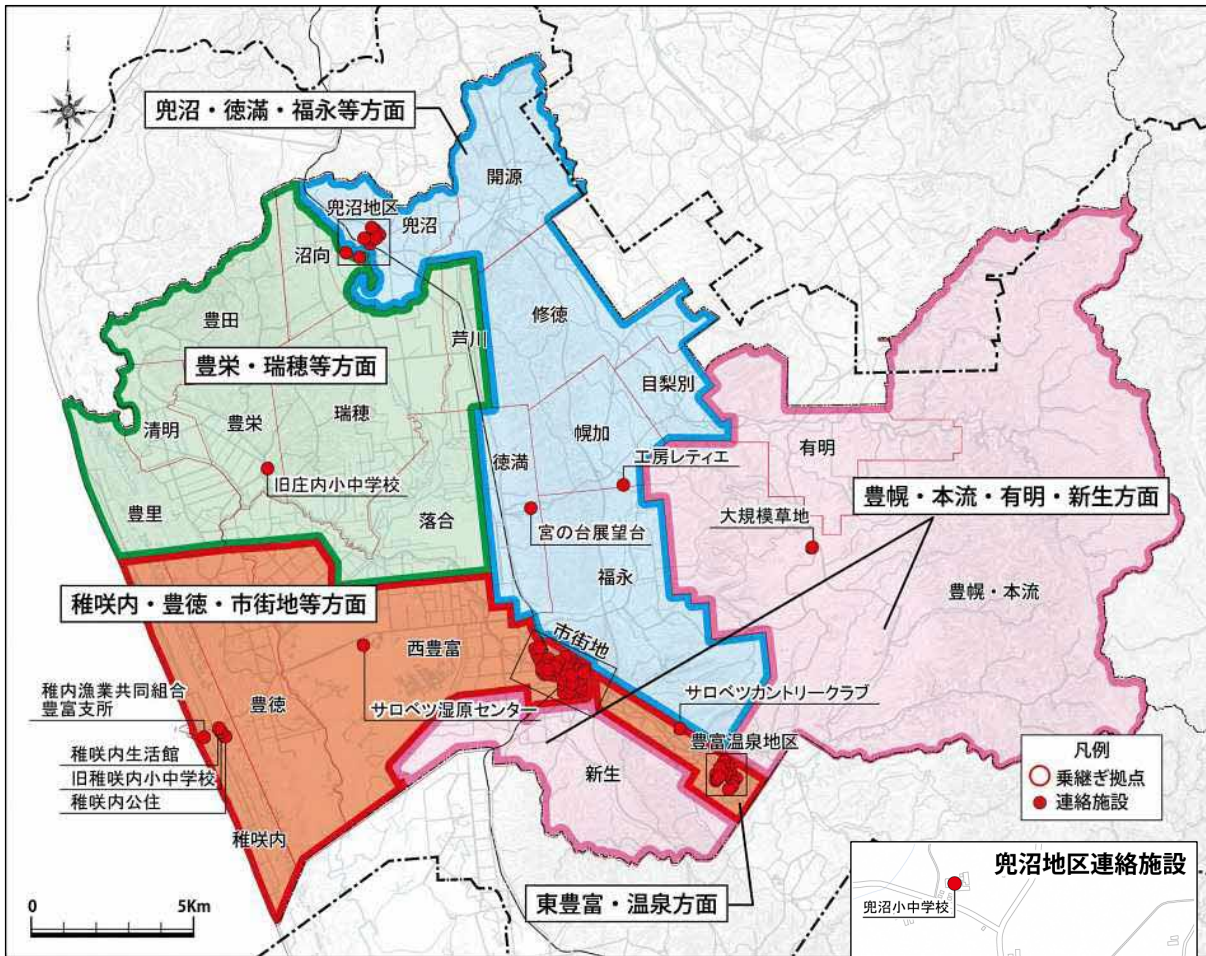 兜沼・徳満・福永等方面
開源
兜沼地区
兜沼
沼向
豊田
芦川
修徳
豊栄・瑞穂等方面
目梨別
清明
豊栄
瑞穂
幌加
有明
徳満
工房レティエ
旧庄内小中学校
豊幌・本流・有明・新生方面
豊里
落合
宮の台展望台
大規模草地
福永
豊幌・本流
稚咲内・豊徳・市街地等方面
市街地
西豊富
稚内漁業共同組合
豊富支所
豊徳
サロベツ湿原センター
サロベツカントリークラブ
豊富温泉地区
稚咲内生活館
旧稚咲内小中学校
稚咲内公住
新生
凡例
乗継ぎ拠点
連絡施設
稚咲内
兜沼地区連絡施設
兜沼小中学校
東豊富・温泉方面
0 5Km